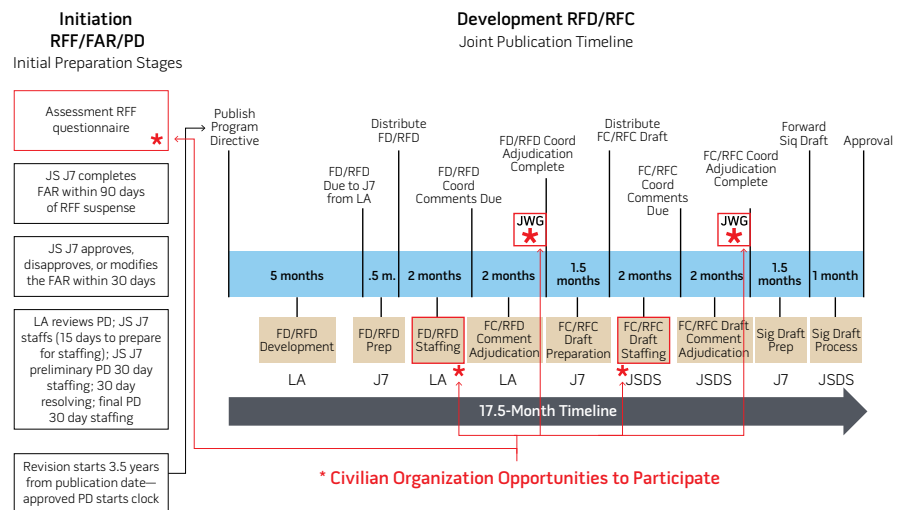 Initiation
RFF/FAR/PD
Initial Preparation Stages
Assessment RFF
questionnaire
*
JS J7 completes
FAR within 90 days
of RFF suspense
JS J7 approves,
disapproves, or modifies
the FAR within 30 days
LA reviews PD; JS J7
staffs (15 days to prepare
for staffing); JS J7
preliminary PD 30 day
staffing; 30 day
resolving; final PD
30 day staffing
Revision starts 3.5 years
from publication date—
approved PD starts clock
Development RFD/RFC
Joint Publication Timeline
Publish
Program
Directive
FD/RFD
Due to J7
from LA
Distribute
FD/RFD
FD/RFD
Coord
Comments Due
FD/RFD Coord
Adjudication
Complete
Distribute
FC/RFC Draft
FC/RFC
Coord
Comments
Due
FC/RFC Coord
Adjudication
Complete
Forward
Siq Draft
Approval
JWG
*
JWG
*
5 months
.5 m.
2 months
2 months
1.5
months
2 months
2 months
1.5
months
1 month
FD/RFD
Development
FD/RFD
Prep
FD/RFD
Staffing
FC/RFD
Comment
Adjudication
FC/RFC
Draft
Preparation
FC/RFC
Draft
Staffing
FC/RFC Draft
Comment
Adjudication
Sig Draft
Prep
Sig Draft
Process
LA
J7
LA
*
LA
J7
*
JSDS
JSDS
J7
JSDS
17.5-Month Timeline
* Civilian Organization Opportunities to Participate